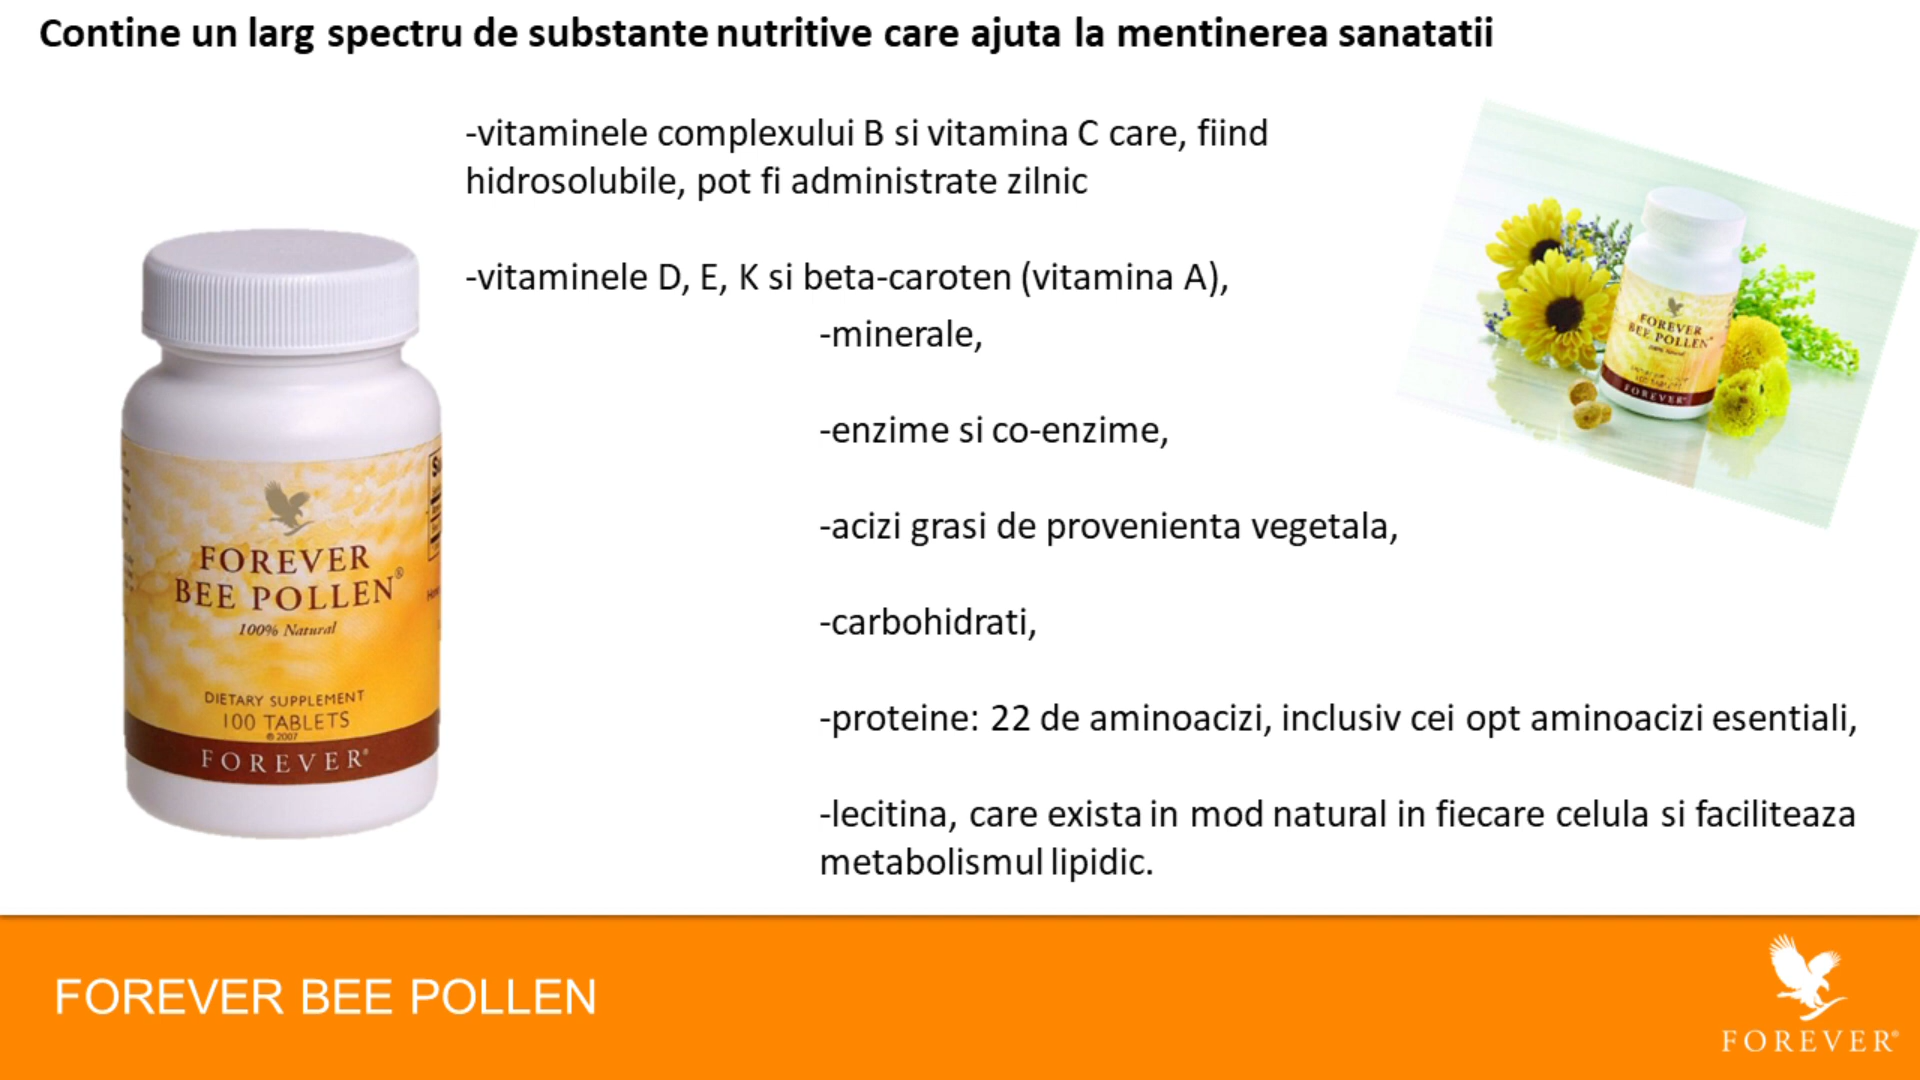 Contine un larg spectru de substante nutritive care ajuta la mentinerea sanatatii
-vitaminele complexului B si vitamina C care, fiind
hidrosolubile, pot fi administrate zilnic
-vitaminele D, E, K si beta-caroten (vitamina A),
-minerale,
-enzime si co-enzime,
-acizi grasi de provenienta vegetala,
-carbohidrati,
-proteine: 22 de aminoacizi, inclusiv cei opt aminoacizi esentiali,
-lecitina, care exista in mod natural in fiecare celula si faciliteaza
metabolismul lipidic.
FOREVER
BEE POLLEN®
100% Natural
DIETARY SUPPLEMENT
100 TABLETS
© 2007
FOREVER®
FOREVER
BEE POLLEN
100 TABLETS
FOREVER
FOREVER BEE POLLEN
FOREVER®